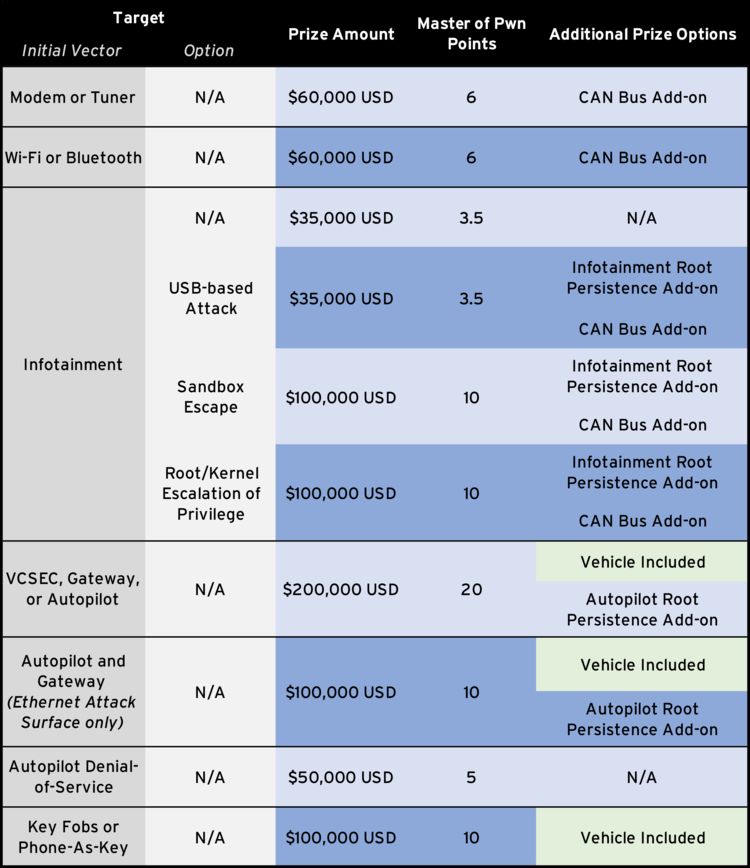 Target
Initial Vector
Option
Prize Amount
Master of Pwn
Points
Additional Prize Options
Modem or Tuner
N/A
$60,000 USD
6
CAN Bus Add-on
Wi-Fi or Bluetooth
N/A
$60,000 USD
6
CAN Bus Add-on
Infotainment
N/A
$35,000 USD
3.5
N/A
USB-based
Attack
$35,000 USD
3.5
Infotainment Root
Persistence Add-on
CAN Bus Add-on
Sandbox
Escape
$100,000 USD
10
Infotainment Root
Persistence Add-on
CAN Bus Add-on
Root/Kernel
Escalation of
Privilege
$100,000 USD
10
Infotainment Root
Persistence Add-on
CAN Bus Add-on
VCSEC, Gateway,
or Autopilot
N/A
$200,000 USD
20
Vehicle Included
Autopilot Root
Persistence Add-on
Autopilot and
Gateway
(Ethernet Attack
Surface only)
N/A
$100,000 USD
10
Vehicle Included
Autopilot Root
Persistence Add-on
Autopilot Denial-
of-Service
N/A
$50,000 USD
5
N/A
Key Fobs or
Phone-As-Key
N/A
$100,000 USD
10
Vehicle Included